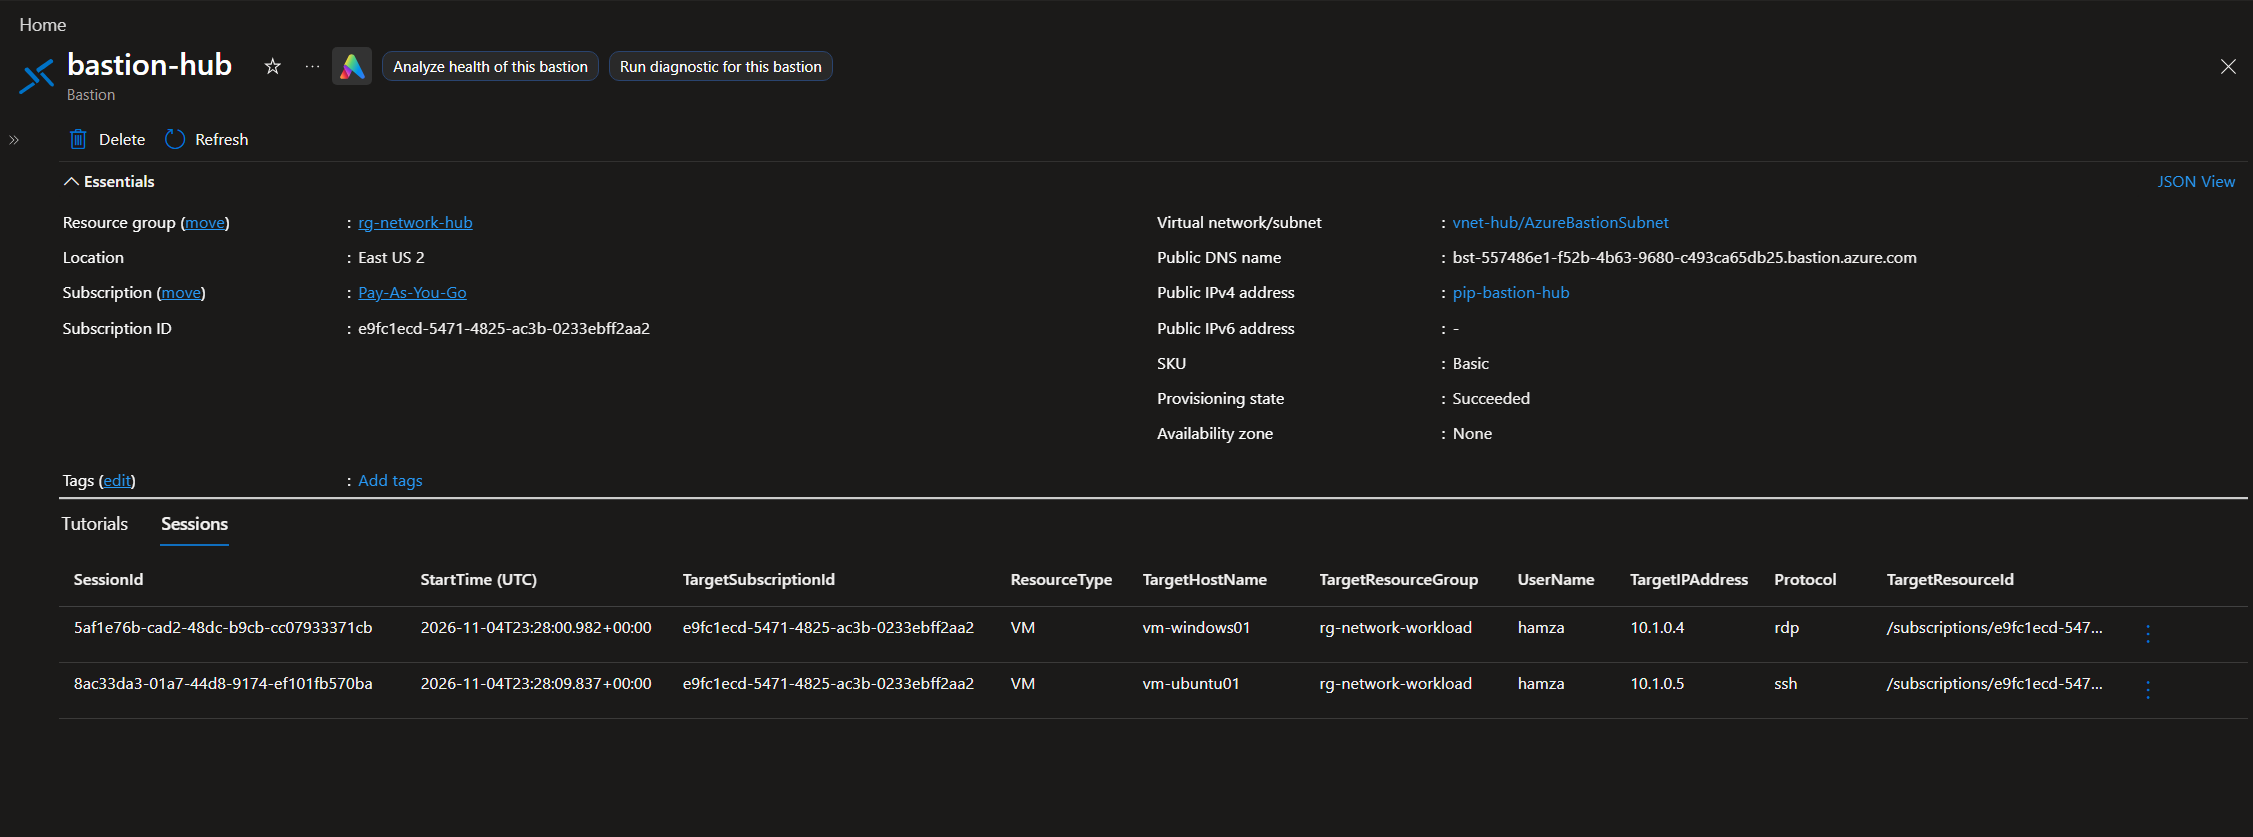 Home
bastion-hub
Analyze health of this bastion
Run diagnostic for this bastion
Bastion
Delete
Refresh
Essentials
JSON View
Resource group (move) : rg-network-hub
Location : East US 2
Subscription (move) : Pay-As-You-Go
Subscription ID : e9fc1ecd-5471-4825-ac3b-0233ebff2aa2
Virtual network/subnet : vnet-hub/AzureBastionSubnet
Public DNS name : bst-557486e1-f52b-4b63-9680-c493ca65db25.bastion.azure.com
Public IPv4 address : pip-bastion-hub
Public IPv6 address : -
SKU : Basic
Provisioning state : Succeeded
Availability zone : None
Tags (edit) : Add tags
Tutorials Sessions
SessionId StartTime (UTC) TargetSubscriptionId ResourceType TargetHostName TargetResourceGroup UserName TargetIPAddress Protocol TargetResourceId
5af1e76b-cad2-48dc-b9cb-cc07933371cb 2026-11-04T23:28:00.982+00:00 e9fc1ecd-5471-4825-ac3b-0233ebff2aa2 VM vm-windows01 rg-network-workload hamza 10.1.0.4 rdp /subscriptions/e9fc1ecd-547...
8ac33da3-01a7-44d8-9174-ef101fb570ba 2026-11-04T23:28:09.837+00:00 e9fc1ecd-5471-4825-ac3b-0233ebff2aa2 VM vm-ubuntu01 rg-network-workload hamza 10.1.0.5 ssh /subscriptions/e9fc1ecd-547...